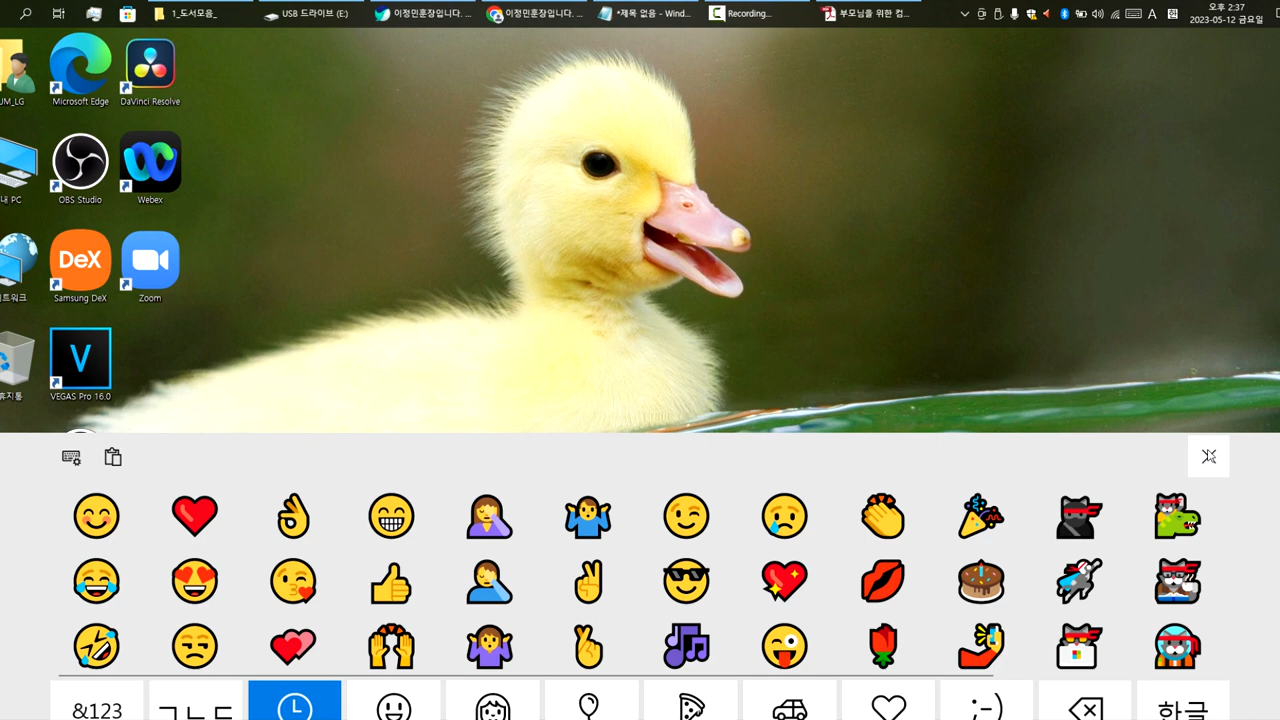 1_도서모음_
USB 드라이브 (E:)
이정민훈장입니다. ...
이정민훈장입니다. ...
*제목 없음 - Wind...
Recording...
부모님을 위한 컴...
A
오후 2:37
2023-05-12 금요일
UM_LG
Microsoft Edge
DaVinci Resolve
내 PC
OBS Studio
Webex
네트워크
DeX
Samsung DeX
Zoom
휴지통
V
VEGAS Pro 16.0
&123
ㄱㄴㄷ
;-)
한글